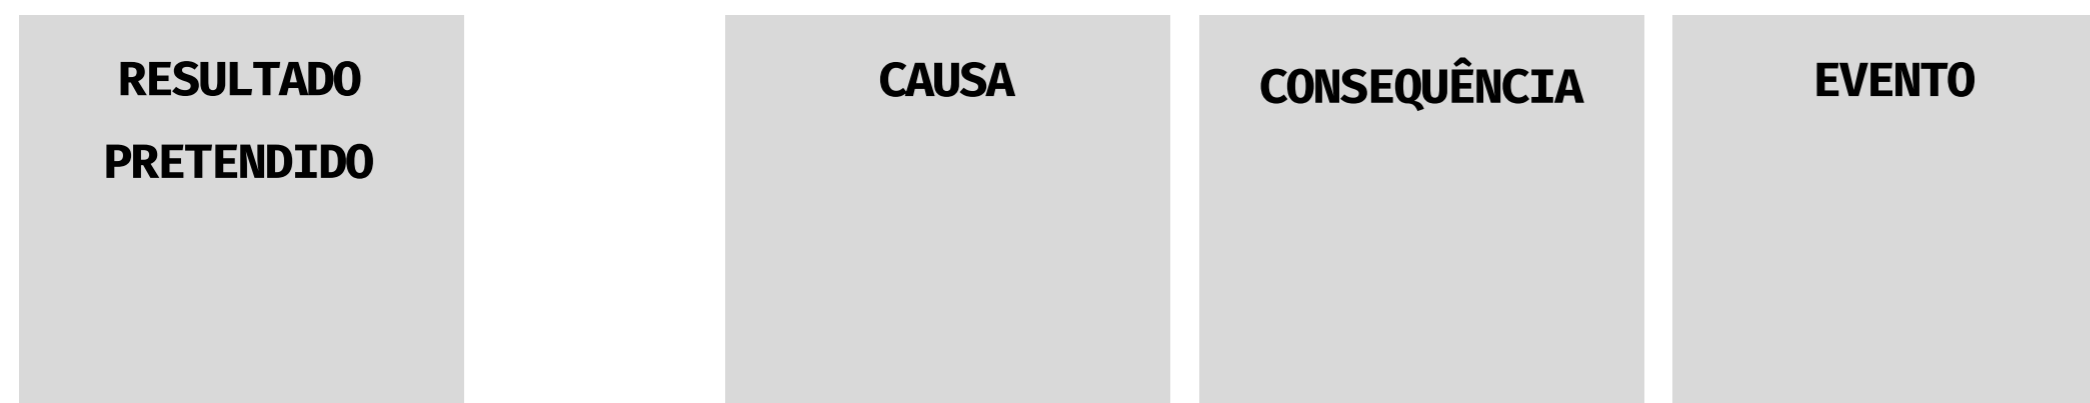 RESULTADO
PRETENDIDO
CAUSA
CONSEQUÊNCIA
EVENTO